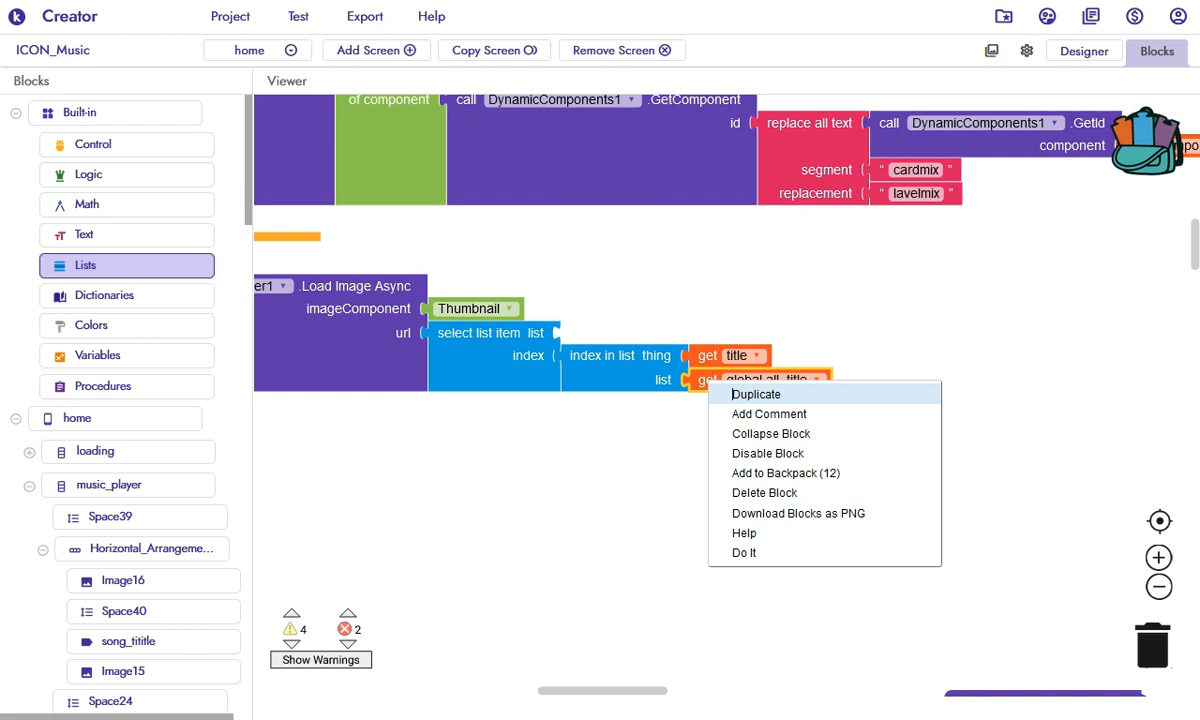 Creator
Project
Test
Export
Help
ICON_Music
home
Add Screen
Copy Screen
Remove Screen
Designer
Blocks
Blocks
Viewer
Built-in
Control
Logic
Math
Text
Lists
Dictionaries
Colors
Variables
Procedures
home
loading
music_player
Space39
Horizontal_Arrangeme...
Image16
Space40
song_tititle
Image15
Space24
of component
call DynamicComponents1 .GetComponent
id
replace all text
call DynamicComponents1 .GetId
component
segment
" cardmix "
replacement
" lavelmix "
er1 .Load Image Async
imageComponent
Thumbnail
url
select list item list
index
index in list thing
get title
list
get global all_title
Duplicate
Add Comment
Collapse Block
Disable Block
Add to Backpack (12)
Delete Block
Download Blocks as PNG
Help
Do It
4
2
Show Warnings